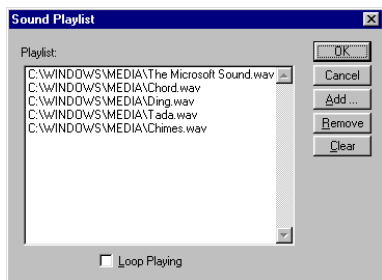 Sound Playlist
Playlist:
C:\WINDOWS\MEDIA\The Microsoft Sound.wav
C:\WINDOWS\MEDIA\Chord.wav
C:\WINDOWS\MEDIA\Ding.wav
C:\WINDOWS\MEDIA\Tada.wav
C:\WINDOWS\MEDIA\Chimes.wav
OK
Cancel
Add ...
Remove
Clear
Loop Playing